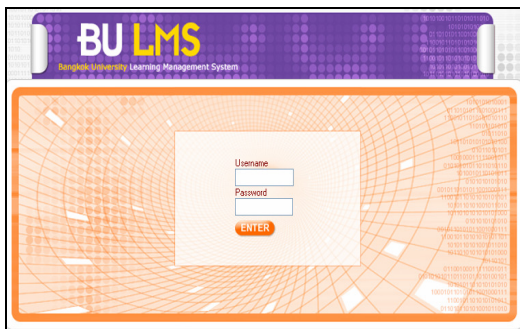 BU LMS
Bangkok University Learning Management System
Username
Password
ENTER